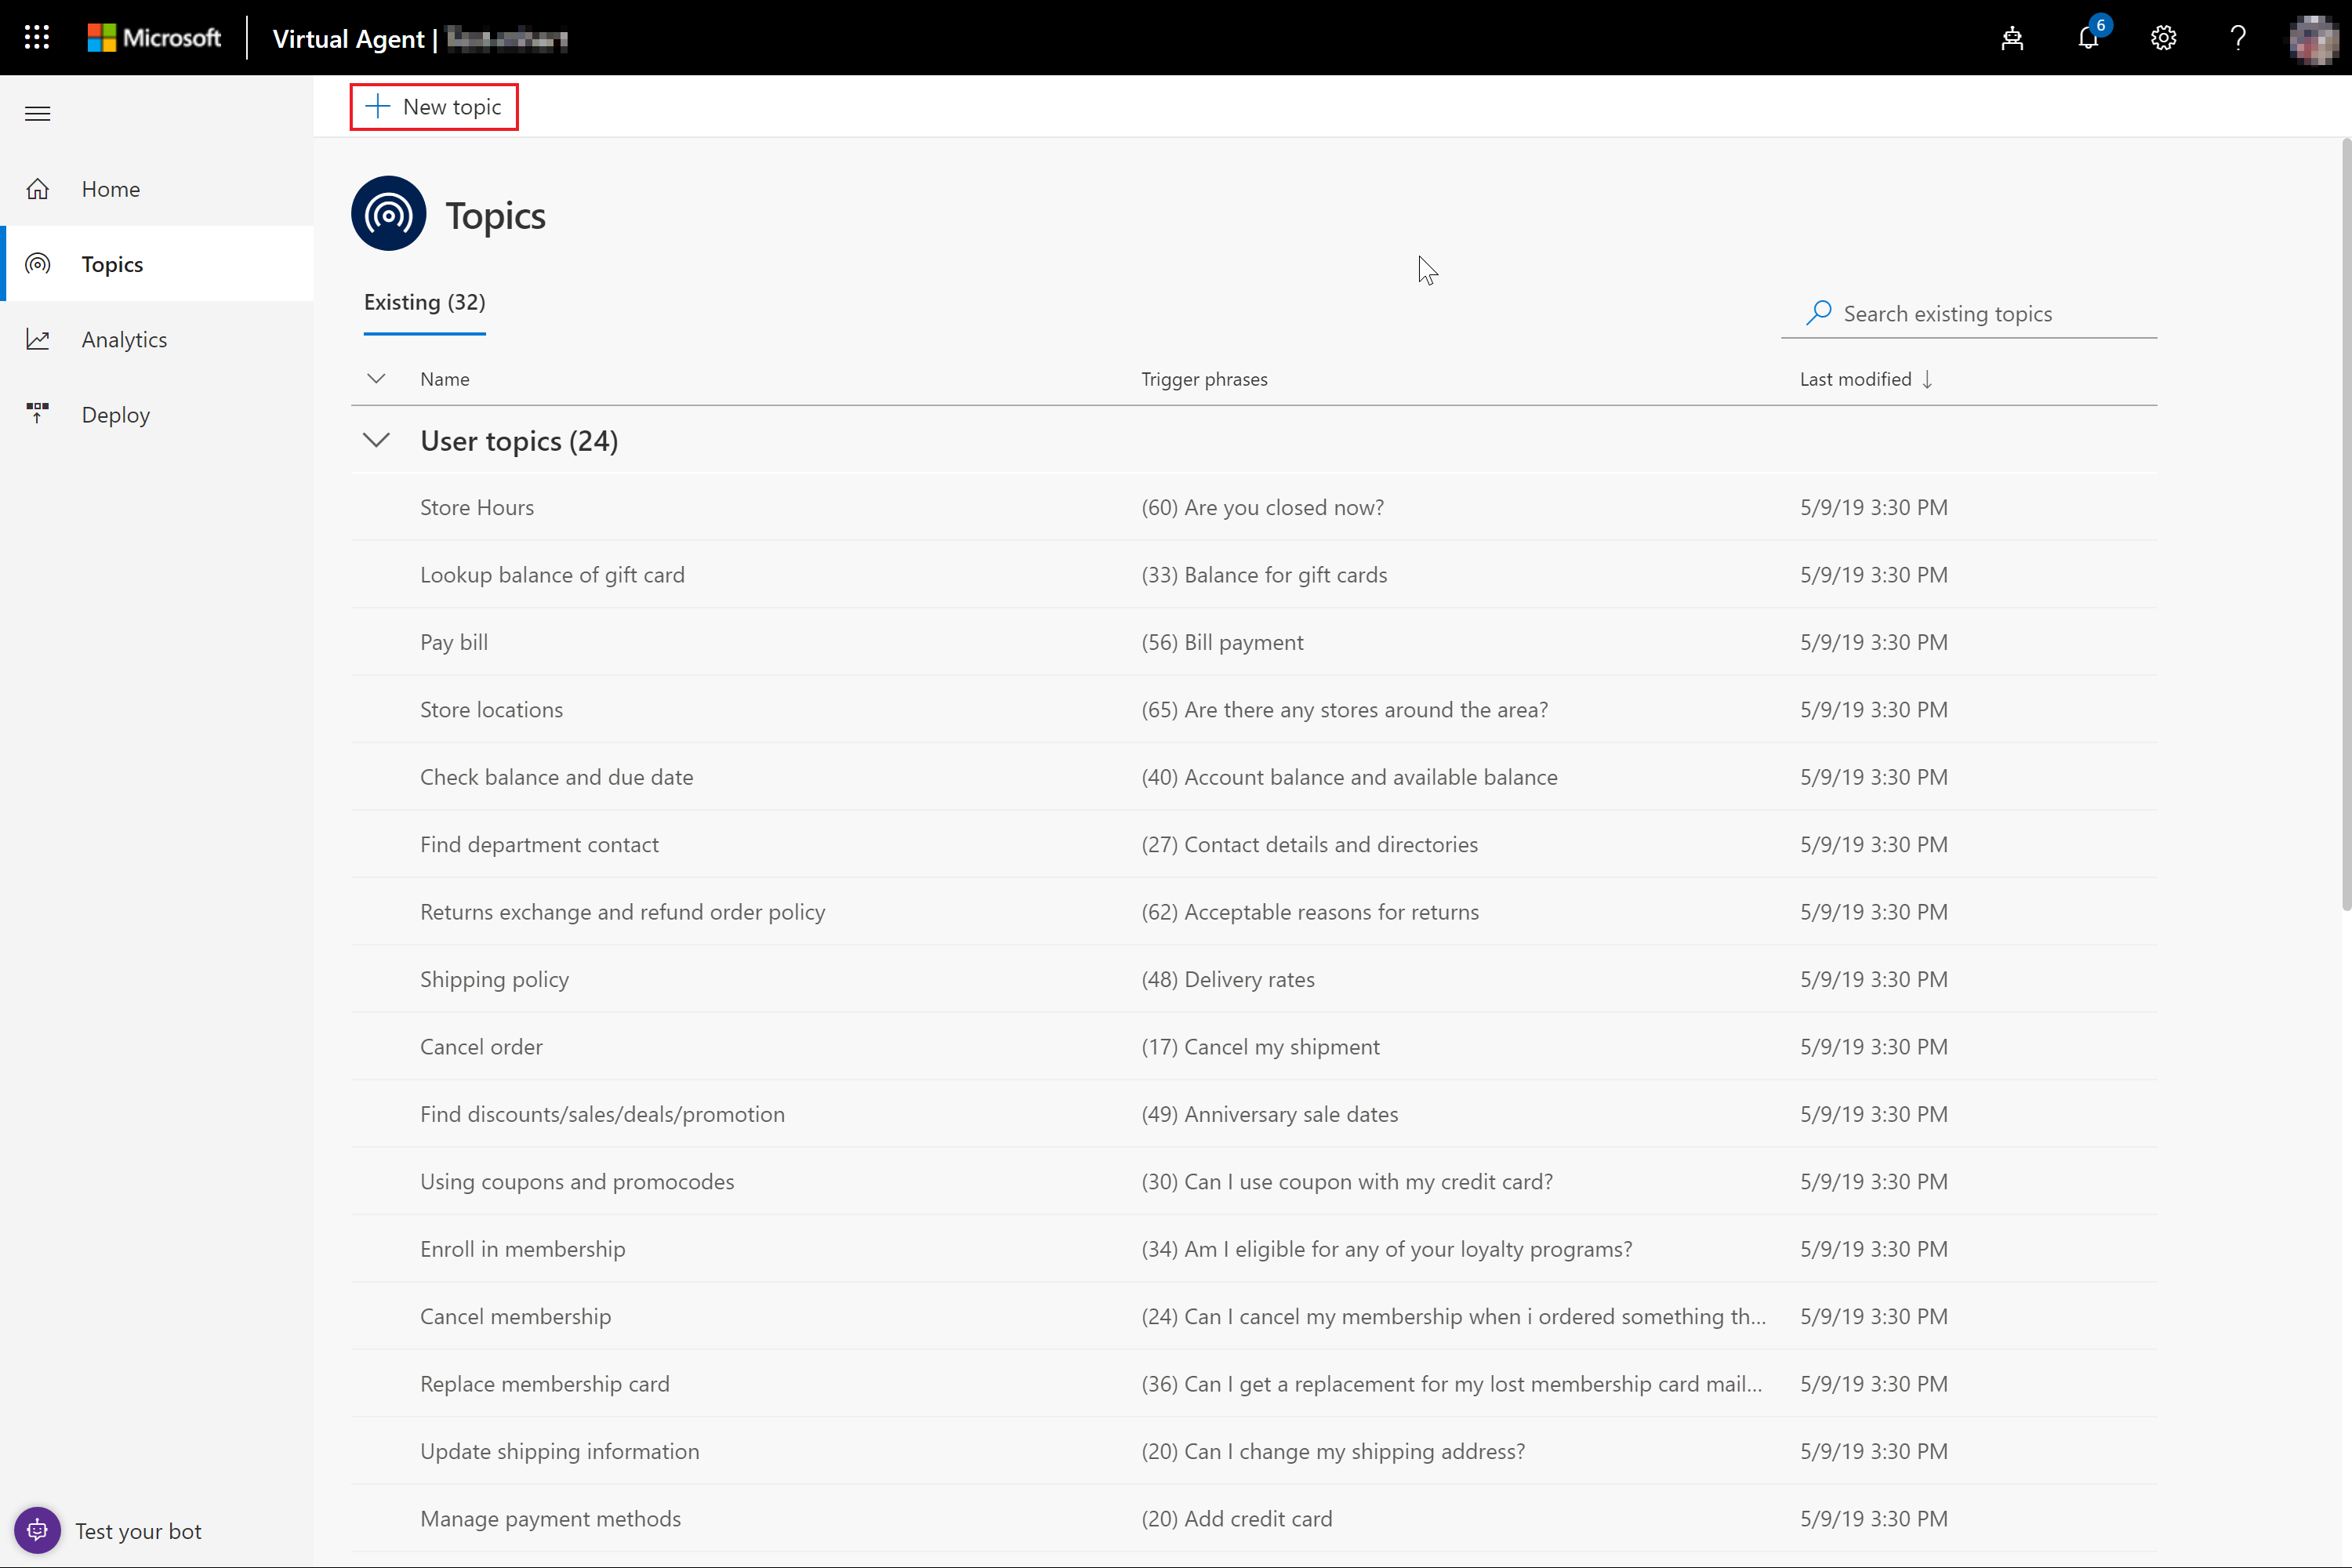 Microsoft
Virtual Agent |
6
New topic
Home
Topics
Analytics
Deploy
Topics
Existing (32)
Search existing topics
Name Trigger phrases Last modified ↓
User topics (24)
Store Hours (60) Are you closed now? 5/9/19 3:30 PM
Lookup balance of gift card (33) Balance for gift cards 5/9/19 3:30 PM
Pay bill (56) Bill payment 5/9/19 3:30 PM
Store locations (65) Are there any stores around the area? 5/9/19 3:30 PM
Check balance and due date (40) Account balance and available balance 5/9/19 3:30 PM
Find department contact (27) Contact details and directories 5/9/19 3:30 PM
Returns exchange and refund order policy (62) Acceptable reasons for returns 5/9/19 3:30 PM
Shipping policy (48) Delivery rates 5/9/19 3:30 PM
Cancel order (17) Cancel my shipment 5/9/19 3:30 PM
Find discounts/sales/deals/promotion (49) Anniversary sale dates 5/9/19 3:30 PM
Using coupons and promocodes (30) Can I use coupon with my credit card? 5/9/19 3:30 PM
Enroll in membership (34) Am I eligible for any of your loyalty programs? 5/9/19 3:30 PM
Cancel membership (24) Can I cancel my membership when i ordered something th... 5/9/19 3:30 PM
Replace membership card (36) Can I get a replacement for my lost membership card mail... 5/9/19 3:30 PM
Update shipping information (20) Can I change my shipping address? 5/9/19 3:30 PM
Manage payment methods (20) Add credit card 5/9/19 3:30 PM
Test your bot